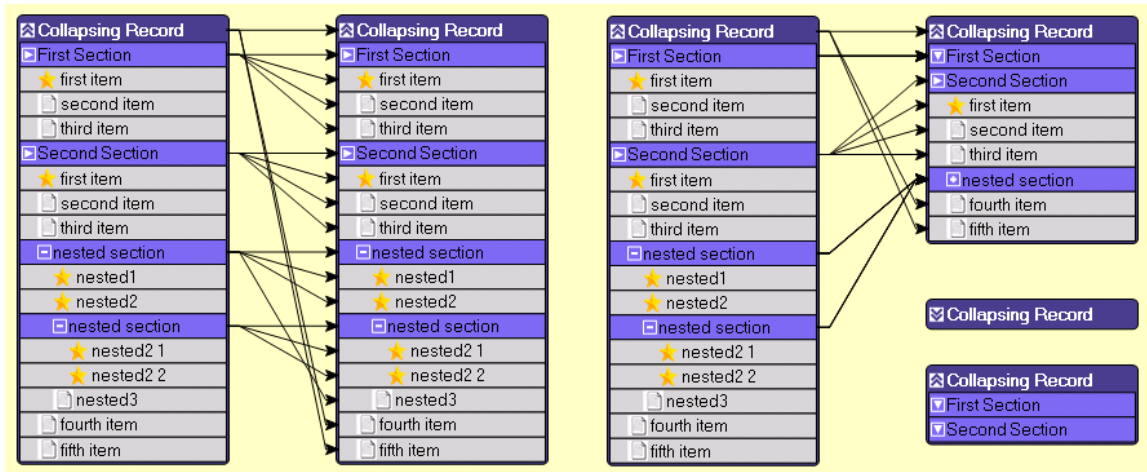 Collapsing Record
First Section
first item
second item
third item
Second Section
first item
second item
third item
nested section
nested1
nested2
nested section
nested2 1
nested2 2
nested3
fourth item
fifth item
Collapsing Record
First Section
first item
second item
third item
Second Section
first item
second item
third item
nested section
nested1
nested2
nested section
nested2 1
nested2 2
nested3
fourth item
fifth item
Collapsing Record
First Section
first item
second item
third item
Second Section
first item
second item
third item
nested section
nested1
nested2
nested section
nested2 1
nested2 2
nested3
fourth item
fifth item
Collapsing Record
First Section
Second Section
first item
second item
third item
nested section
fourth item
fifth item
Collapsing Record
Collapsing Record
First Section
Second Section